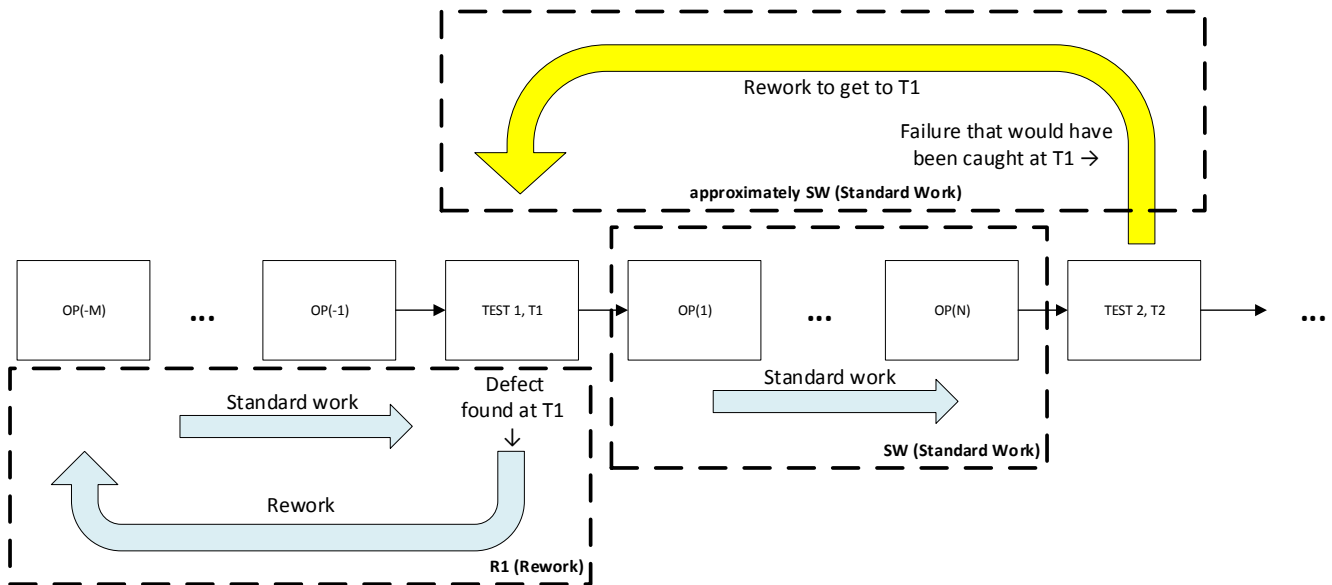 Rework to get to T1
Failure that would have
been caught at T1 →
approximately SW (Standard Work)
OP(-M)
...
OP(-1)
TEST 1, T1
OP(1)
...
OP(N)
TEST 2, T2
...
Standard work
Defect
found at T1
↓
Rework
R1 (Rework)
Standard work
SW (Standard Work)